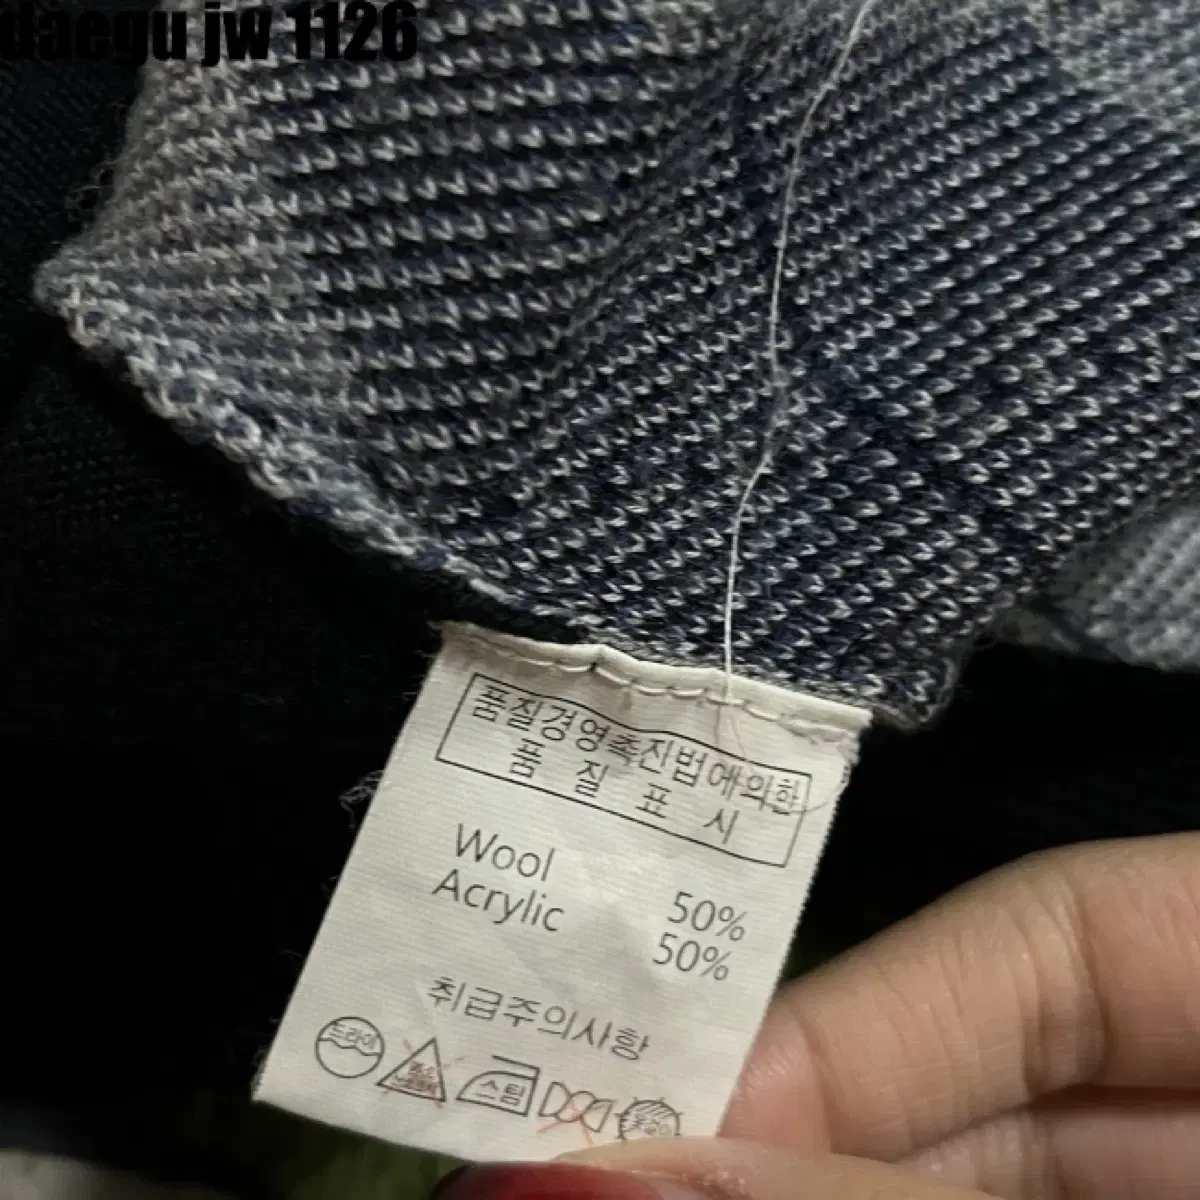 daegu jw 1126
품질경영촉진법에의한
품 질 표 시
Wool 50%
Acrylic 50%
취급주의사항
드라이
스팀